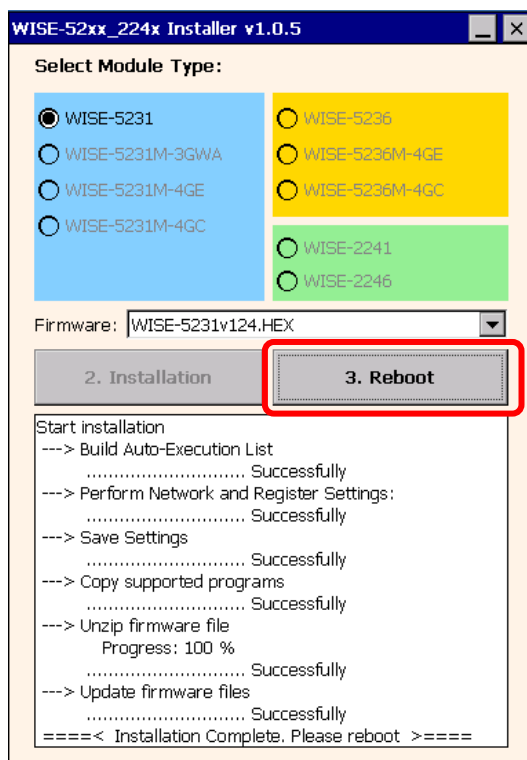 WISE-52xx_224x Installer v1.0.5
Select Module Type:
WISE-5231
WISE-5231M-3GWA
WISE-5231M-4GE
WISE-5231M-4GC
WISE-5236
WISE-5236M-4GE
WISE-5236M-4GC
WISE-2241
WISE-2246
Firmware: WISE-5231v124.HEX
2. Installation
3. Reboot
Start installation
---> Build Auto-Execution List
............................. Successfully
---> Perform Network and Register Settings:
............................. Successfully
---> Save Settings
............................. Successfully
---> Copy supported programs
............................. Successfully
---> Unzip firmware file
Progress: 100 %
............................. Successfully
---> Update firmware files
............................. Successfully
====< Installation Complete. Please reboot >====